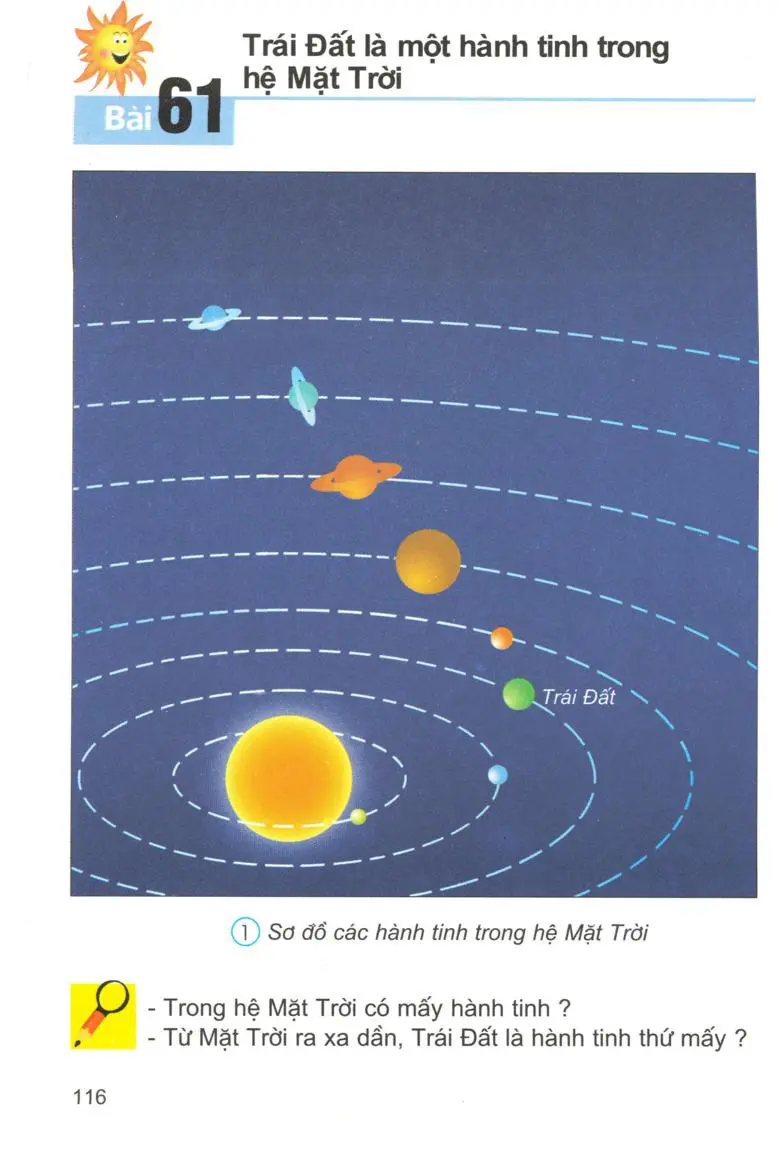 Trái Đất là một hành tinh trong
hệ Mặt Trời
Bài 61
Trái Đất
1 Sơ đồ các hành tinh trong hệ Mặt Trời
- Trong hệ Mặt Trời có mấy hành tinh ?
- Từ Mặt Trời ra xa dần, Trái Đất là hành tinh thứ mấy ?
116